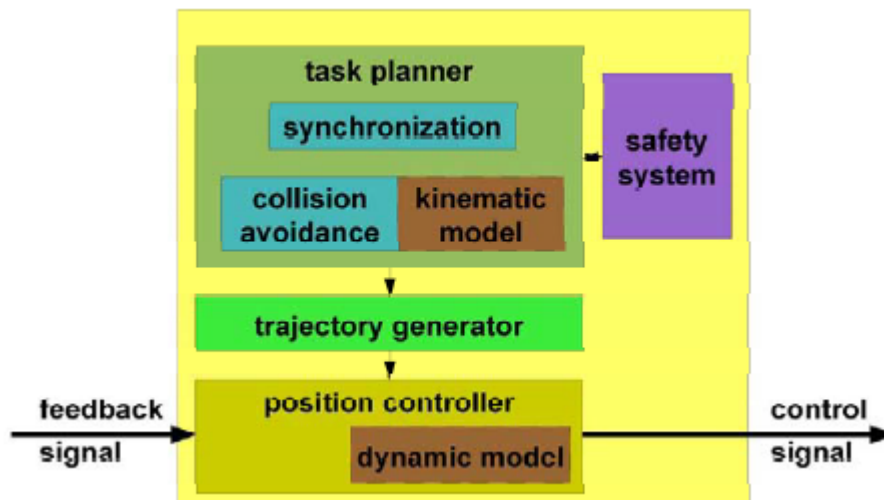 task planner
synchronization
safety
system
collision
avoidance
kinematic
model
trajectory generator
feedback
signal
position controller
dynamic model
control
signal